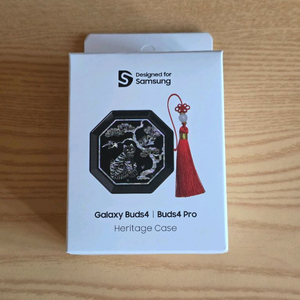 Designed for
Samsung
Galaxy Buds4 | Buds4 Pro
Heritage Case